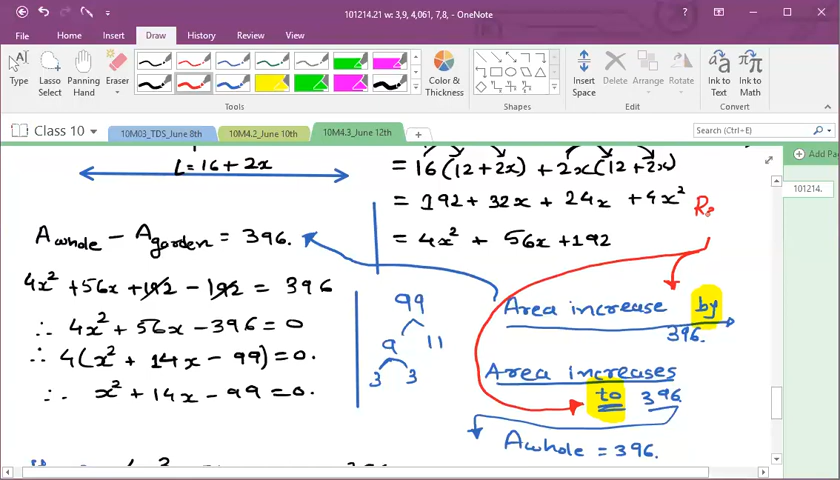 101214.21 w: 3,9, 4,061, 7,8, - OneNote
File Home Insert Draw History Review View
Type Lasso Select Panning Hand Eraser Color & Thickness Insert Space Delete Arrange Rotate Ink to Text Ink to Math
Tools Shapes Edit Convert
Class 10 10M03_TDS_June 8th 10M4.2_June 10th 10M4.3_June 12th Search (Ctrl+E)
Add Pa
101214.
L = 16 + 2x
= 16(12 + 2x) + 2x(12 + 2x)
= 192 + 32x + 24x + 4x²
= 4x² + 56x + 192
A whole - A garden = 396.
4x² + 56x + 192 - 192 = 396
∴ 4x² + 56x - 396 = 0
∴ 4(x² + 14x - 99) = 0.
∴ x² + 14x - 99 = 0.
99
9 11
3 3
Area increase by
396.
Area increases
to 396
A whole = 396.